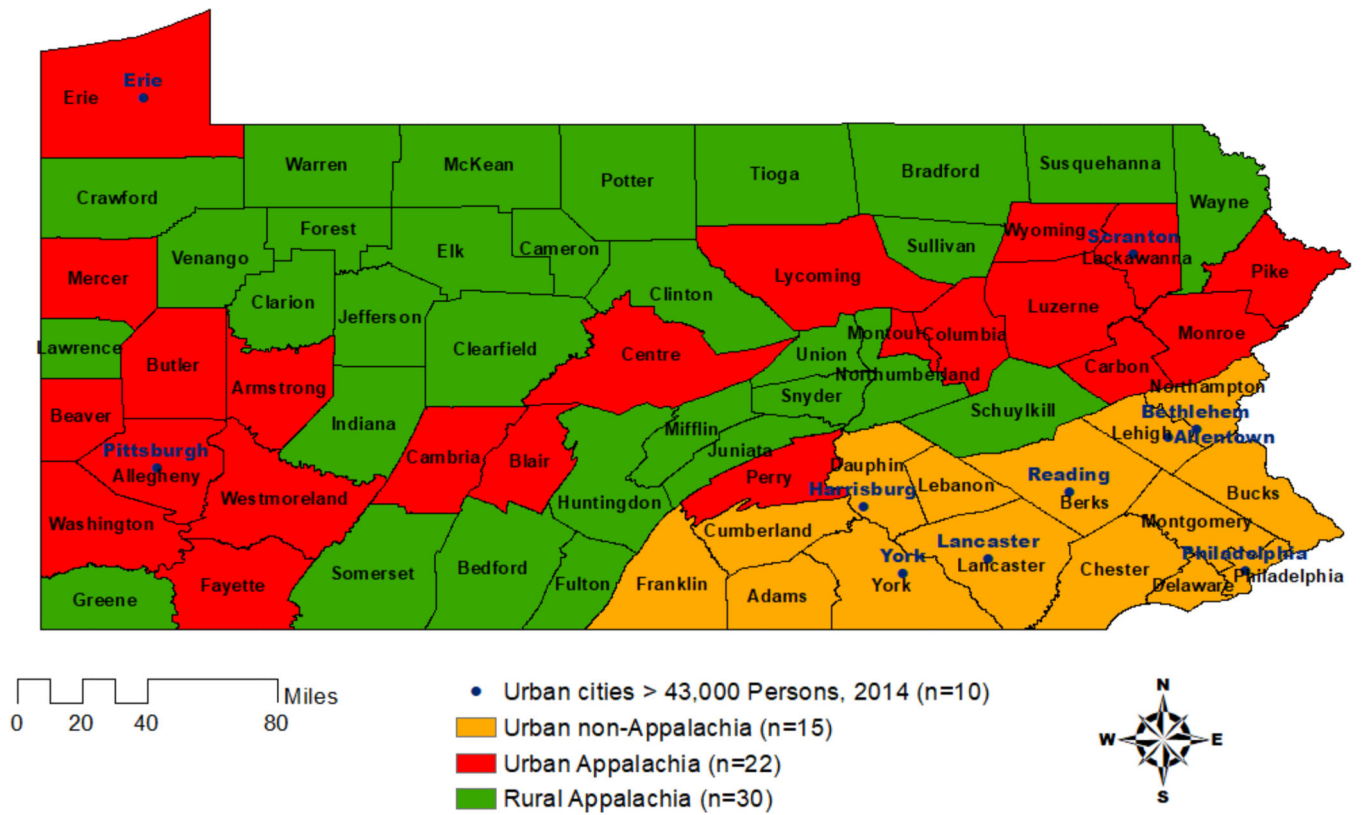 Erie
Erie
Warren
McKean
Potter
Tioga
Bradford
Susquehanna
Wayne
Crawford
Forest
Venango
Elk
Cameron
Sullivan
Wyoming
Scranton
Lackawanna
Mercer
Clarion
Jefferson
Clinton
Lycoming
Luzerne
Pike
Lawrence
Butler
Clearfield
Centre
Union
Montour
Columbia
Monroe
Armstrong
Northumberland
Carbon
Northampton
Beaver
Indiana
Snyder
Schuylkill
Bethlehem
Lehigh
Allentown
Pittsburgh
Allegheny
Cambria
Blair
Mifflin
Juniata
Perry
Dauphin
Harrisburg
Lebanon
Reading
Berks
Bucks
Westmoreland
Huntingdon
Washington
Cumberland
Montgomery
Lancaster
Lancaster
York
York
Philadelphia
Philadelphia
Chester
Delaware
Greene
Fayette
Somerset
Bedford
Fulton
Franklin
Adams
Miles
0 20 40 80
Urban cities > 43,000 Persons, 2014 (n=10)
Urban non-Appalachia (n=15)
Urban Appalachia (n=22)
Rural Appalachia (n=30)
N
W E
S